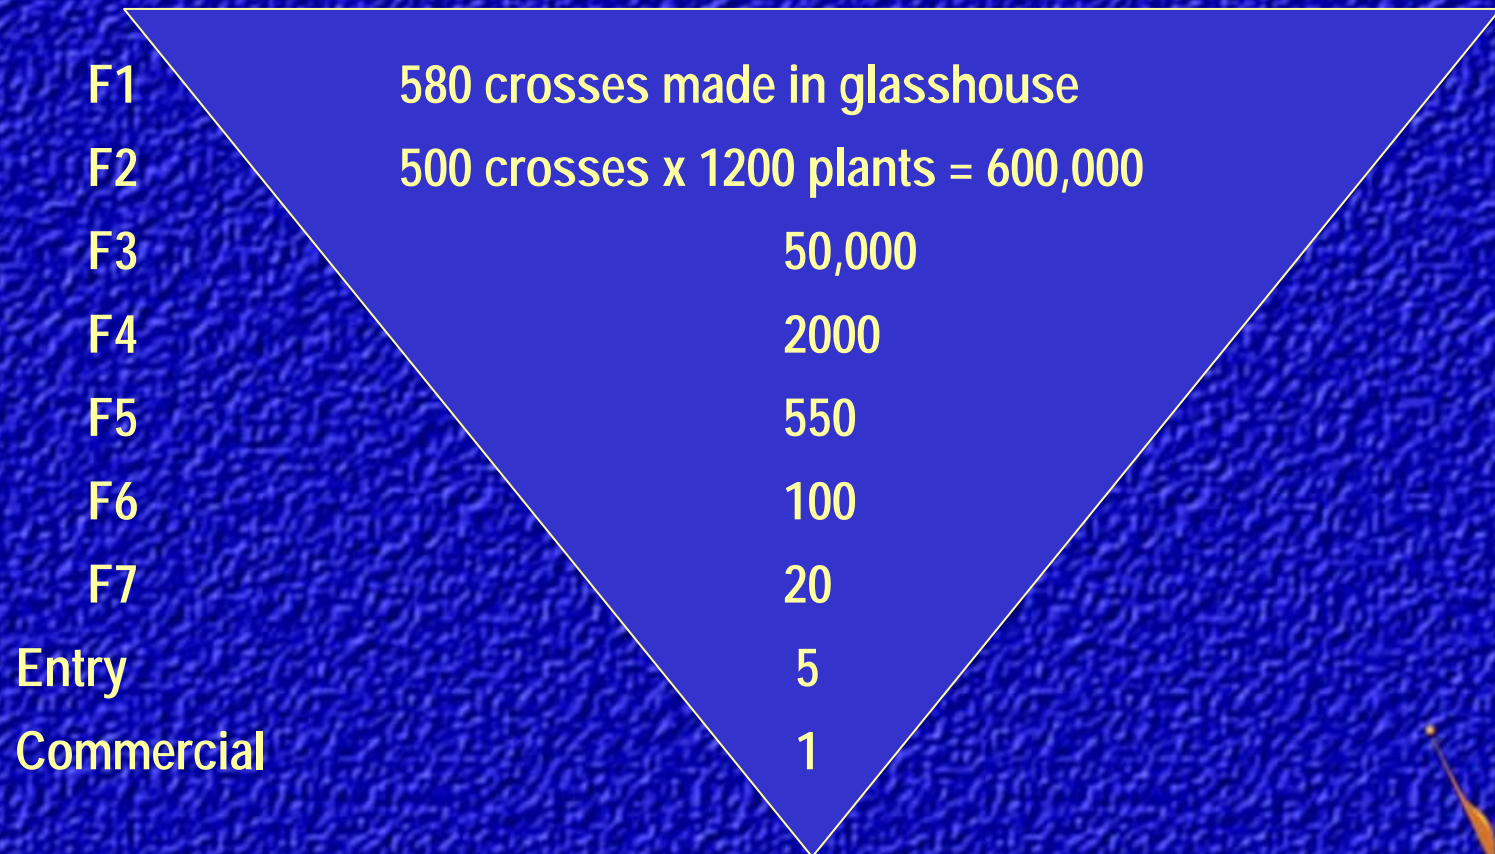 F1 580 crosses made in glasshouse
F2 500 crosses x 1200 plants = 600,000
F3 50,000
F4 2000
F5 550
F6 100
F7 20
Entry 5
Commercial 1